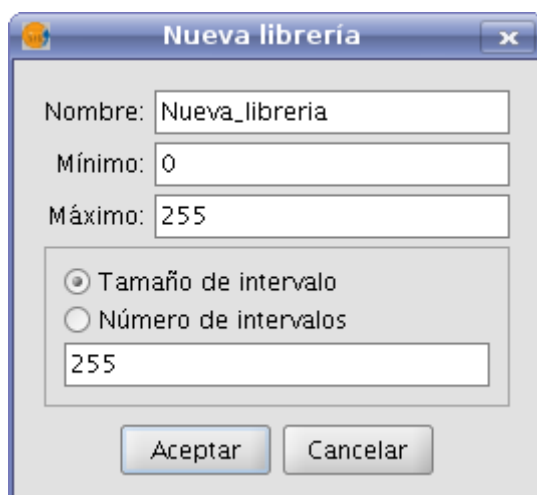 Nueva librería
Nombre: Nueva_libreria
Mínimo: 0
Máximo: 255
Tamaño de intervalo
Número de intervalos
255
Aceptar Cancelar